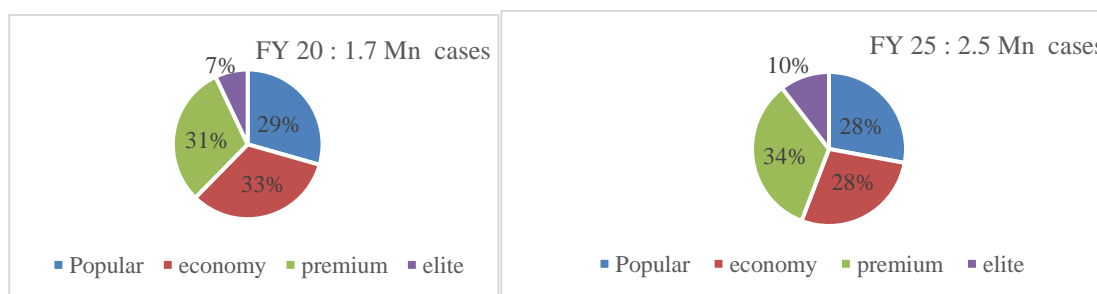 FY 20 : 1.7 Mn cases
7%
29%
31%
33%
Popular economy premium elite
FY 25 : 2.5 Mn cases
10%
28%
34%
28%
Popular economy premium elite